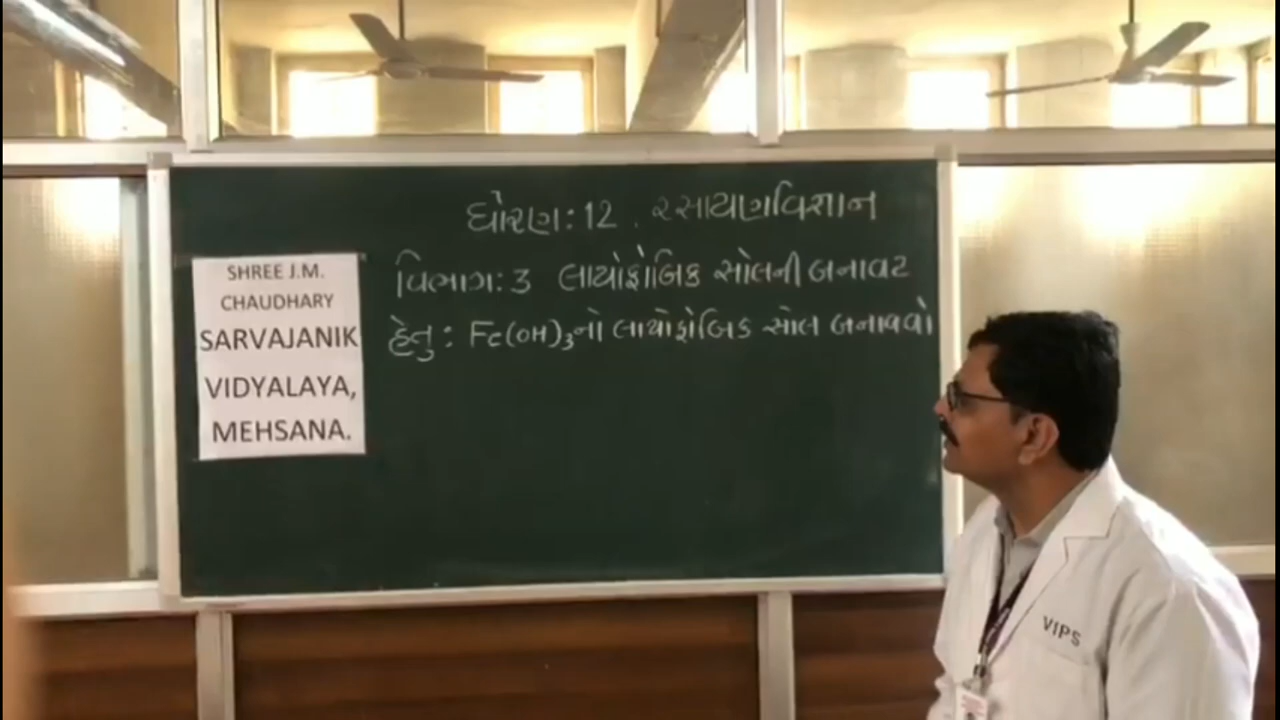 ધોરણ: 12. રસાયણવિજ્ઞાન
વિભાગ: 3 લાયોફોબિક સોલની બનાવટ
હેતુ: Fe(OH)3નો લાયોફોબિક સોલ બનાવવો
SHREE J.M.
CHAUDHARY
SARVAJANIK
VIDYALAYA,
MEHSANA.
VIPS